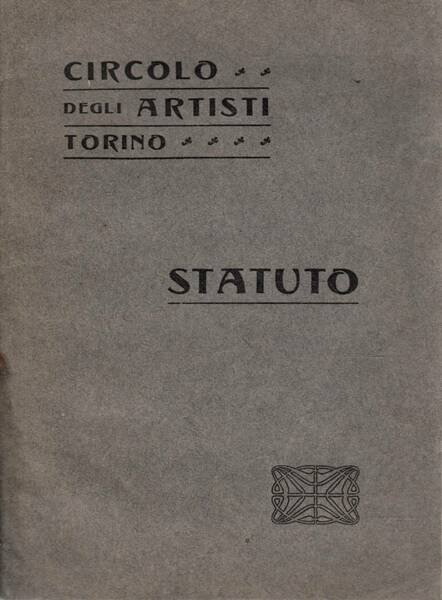 CIRCOLO
DEGLI ARTISTI
TORINO
STATUTO